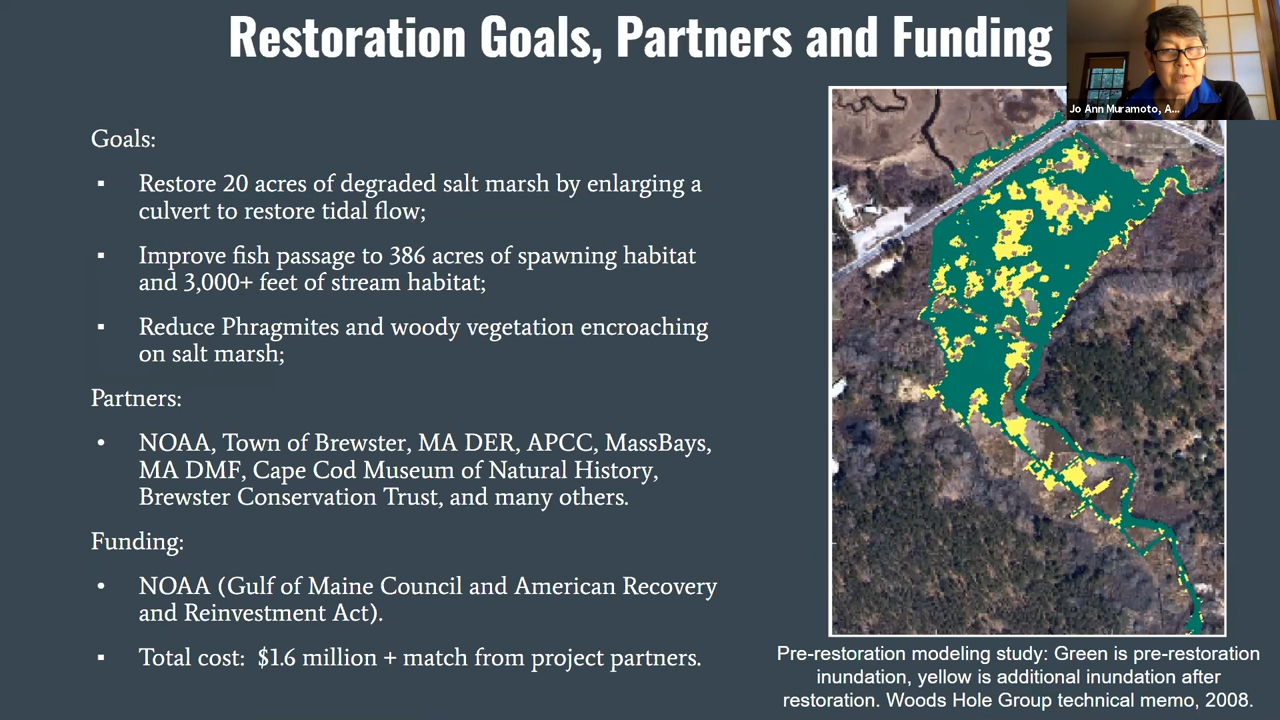 Restoration Goals, Partners and Funding
Jo Ann Muramoto, A...
Goals:
▪ Restore 20 acres of degraded salt marsh by enlarging a
culvert to restore tidal flow;
▪ Improve fish passage to 386 acres of spawning habitat
and 3,000+ feet of stream habitat;
▪ Reduce Phragmites and woody vegetation encroaching
on salt marsh;
Partners:
• NOAA, Town of Brewster, MA DER, APCC, MassBays,
MA DMF, Cape Cod Museum of Natural History,
Brewster Conservation Trust, and many others.
Funding:
• NOAA (Gulf of Maine Council and American Recovery
and Reinvestment Act).
▪ Total cost: $1.6 million + match from project partners.
Pre-restoration modeling study: Green is pre-restoration
inundation, yellow is additional inundation after
restoration. Woods Hole Group technical memo, 2008.